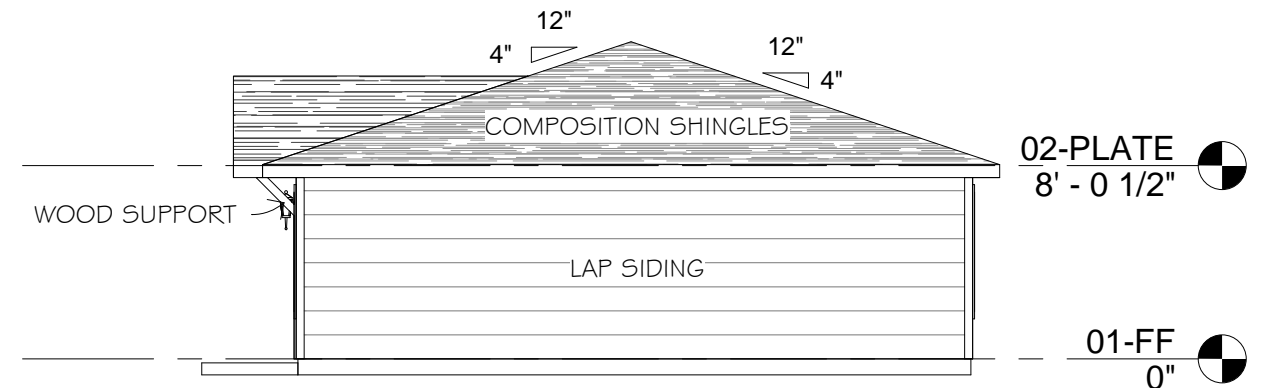 12"
4"
12"
4"
COMPOSITION SHINGLES
02-PLATE
8' - 0 1/2"
WOOD SUPPORT
LAP SIDING
01-FF
0"